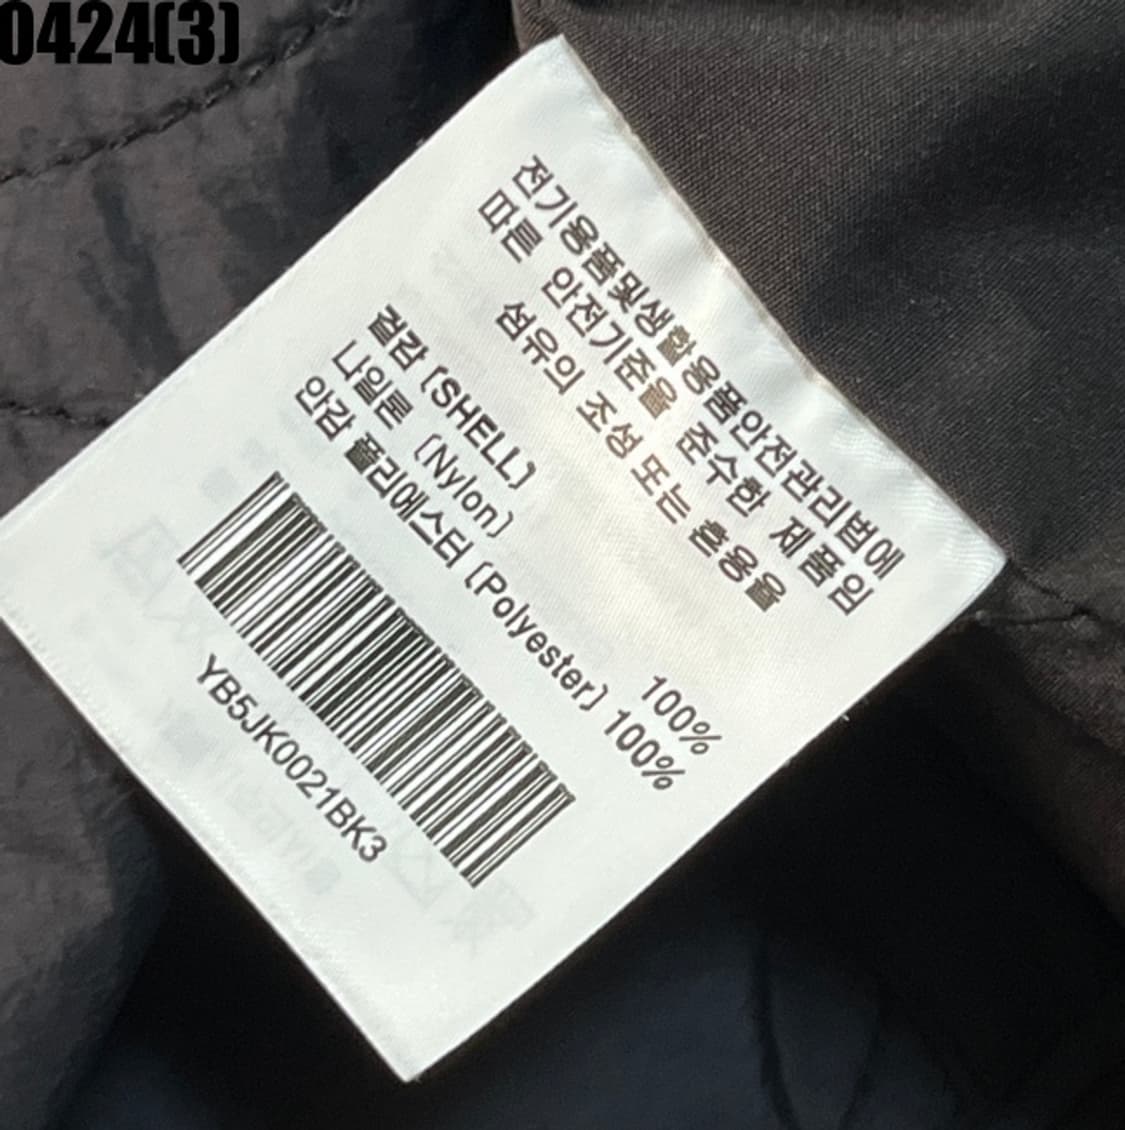 0424(3)
전기용품및생활용품안전관리법에
따른 안전기준을 준수한 제품임
섬유의 조성 또는 혼용율
겉감 (SHELL)
나일론 (Nylon) 100%
안감 폴리에스터 (Polyester) 100%
YB5JK0021BK3